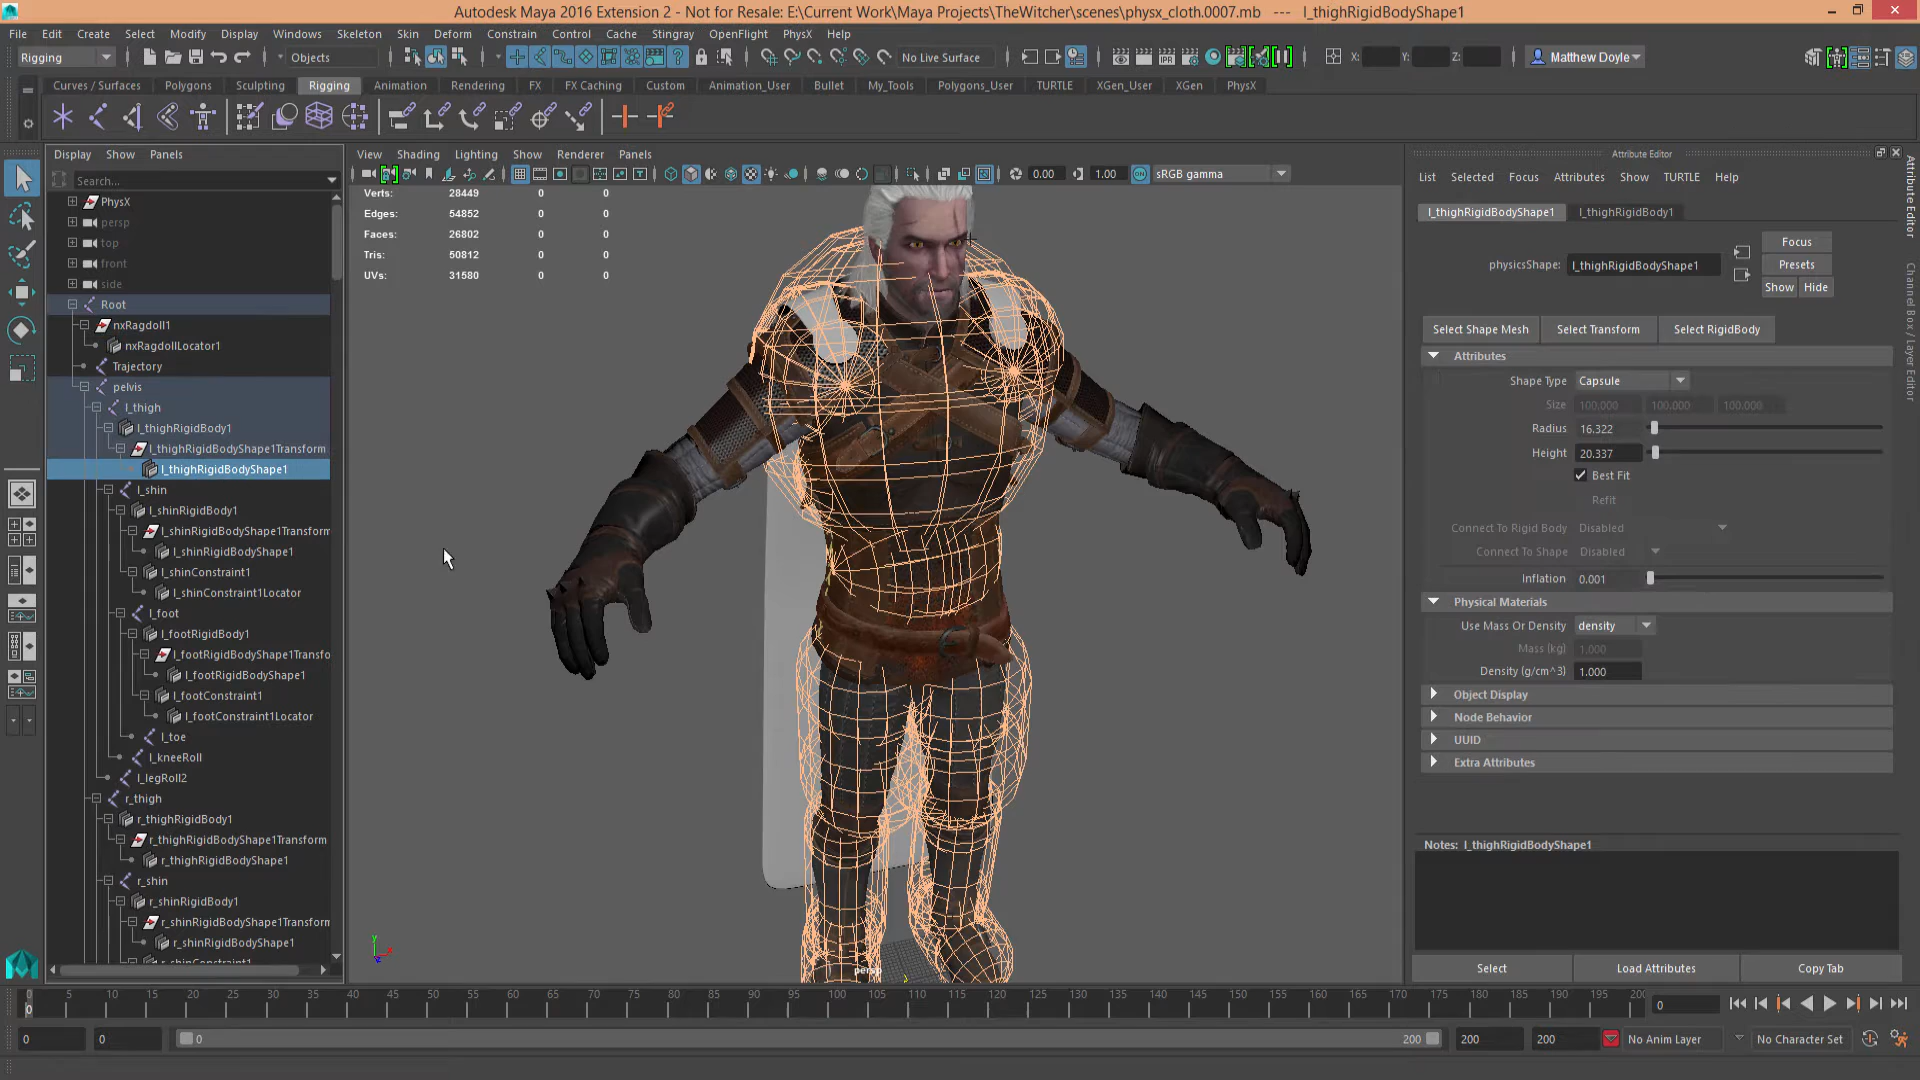 Autodesk Maya 2016 Extension 2 - Not for Resale: E:\Current Work\Maya Projects\TheWitcher\scenes\physx_cloth.0007.mb --- l_thighRigidBodyShape1
File Edit Create Select Modify Display Windows Skeleton Skin Deform Constrain Control Cache Stingray OpenFlight PhysX Help
Rigging Objects No Live Surface X: Y: Z: Matthew Doyle
Curves / Surfaces Polygons Sculpting Rigging Animation Rendering FX FX Caching Custom Animation_User Bullet My_Tools Polygons_User TURTLE XGen_User XGen PhysX
Display Show Panels
Search...
PhysX
persp
top
front
side
Root
nxRagdoll1
nxRagdollLocator1
Trajectory
pelvis
l_thigh
l_thighRigidBody1
l_thighRigidBodyShape1Transform
l_thighRigidBodyShape1
l_shin
l_shinRigidBody1
l_shinRigidBodyShape1Transform
l_shinRigidBodyShape1
l_shinConstraint1
l_shinConstraint1Locator
l_foot
l_footRigidBody1
l_footRigidBodyShape1Transfo
l_footRigidBodyShape1
l_footConstraint1
l_footConstraint1Locator
l_toe
l_kneeRoll
l_legRoll2
r_thigh
r_thighRigidBody1
r_thighRigidBodyShape1Transform
r_thighRigidBodyShape1
r_shin
r_shinRigidBody1
r_shinRigidBodyShape1Transform
r_shinRigidBodyShape1
View Shading Lighting Show Renderer Panels
0.00 1.00 ON sRGB gamma
Verts: 28449 0 0
Edges: 54852 0 0
Faces: 26802 0 0
Tris: 50812 0 0
UVs: 31580 0 0
persp
Attribute Editor
List Selected Focus Attributes Show TURTLE Help
l_thighRigidBodyShape1 l_thighRigidBody1
Focus
physicsShape: l_thighRigidBodyShape1
Presets
Show Hide
Select Shape Mesh Select Transform Select RigidBody
Attributes
Shape Type Capsule
Size 100.000 100.000 100.000
Radius 16.322
Height 20.337
Best Fit
Refit
Connect To Rigid Body Disabled
Connect To Shape Disabled
Inflation 0.001
Physical Materials
Use Mass Or Density density
Mass (kg) 1.000
Density (g/cm^3) 1.000
Object Display
Node Behavior
UUID
Extra Attributes
Notes: l_thighRigidBodyShape1
Select Load Attributes Copy Tab
Attribute Editor
Channel Box / Layer Editor
0 5 10 15 20 25 30 35 40 45 50 55 60 65 70 75 80 85 90 95 100 105 110 115 120 125 130 135 140 145 150 155 160 165 170 175 180 185 190 195 200
0 0
0 0 0 200 200 200 No Anim Layer No Character Set